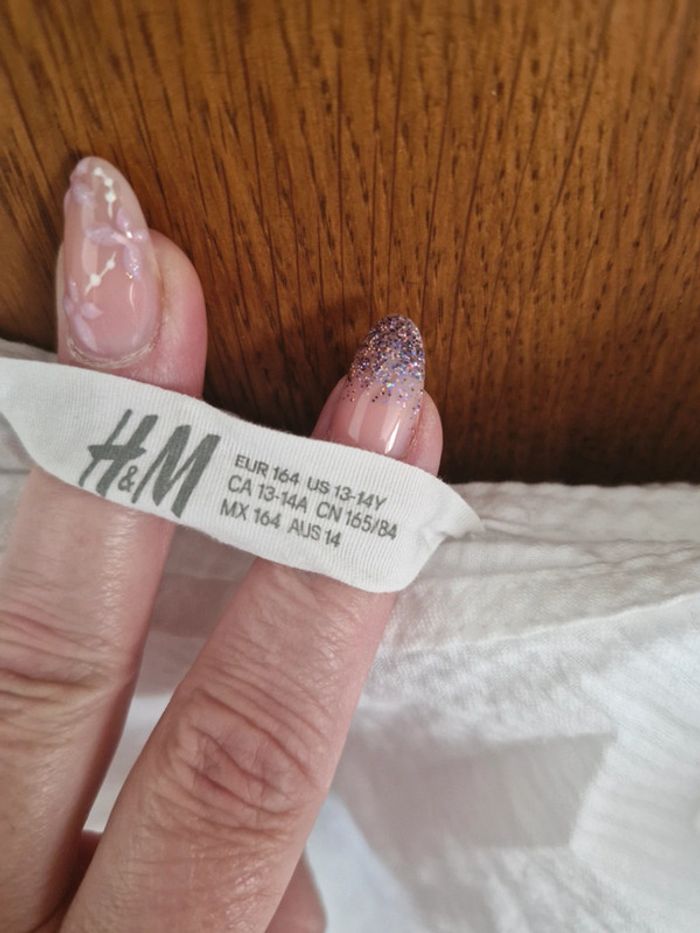 H&M
EUR 164 US 13-14Y
CA 13-14A CN 165/84
MX 164 AUS 14